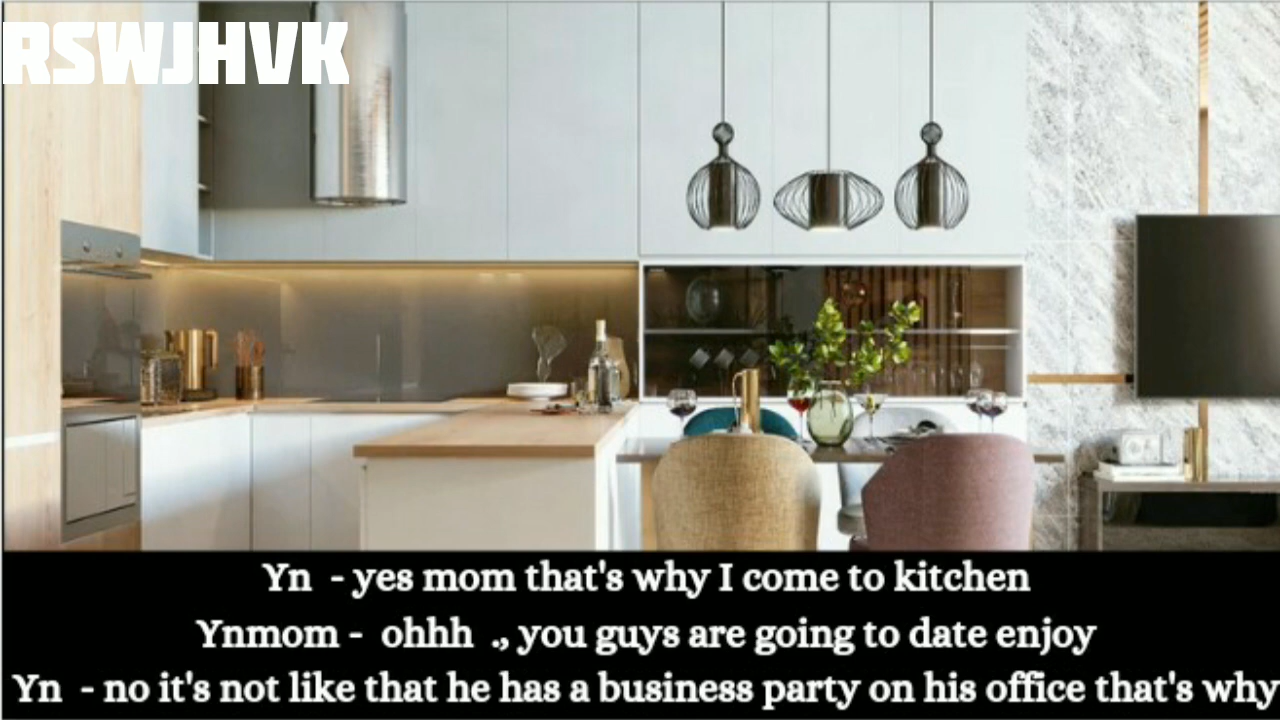 RSWJHVK
Yn - yes mom that's why I come to kitchen
Ynmom - ohhh ., you guys are going to date enjoy
Yn - no it's not like that he has a business party on his office that's why